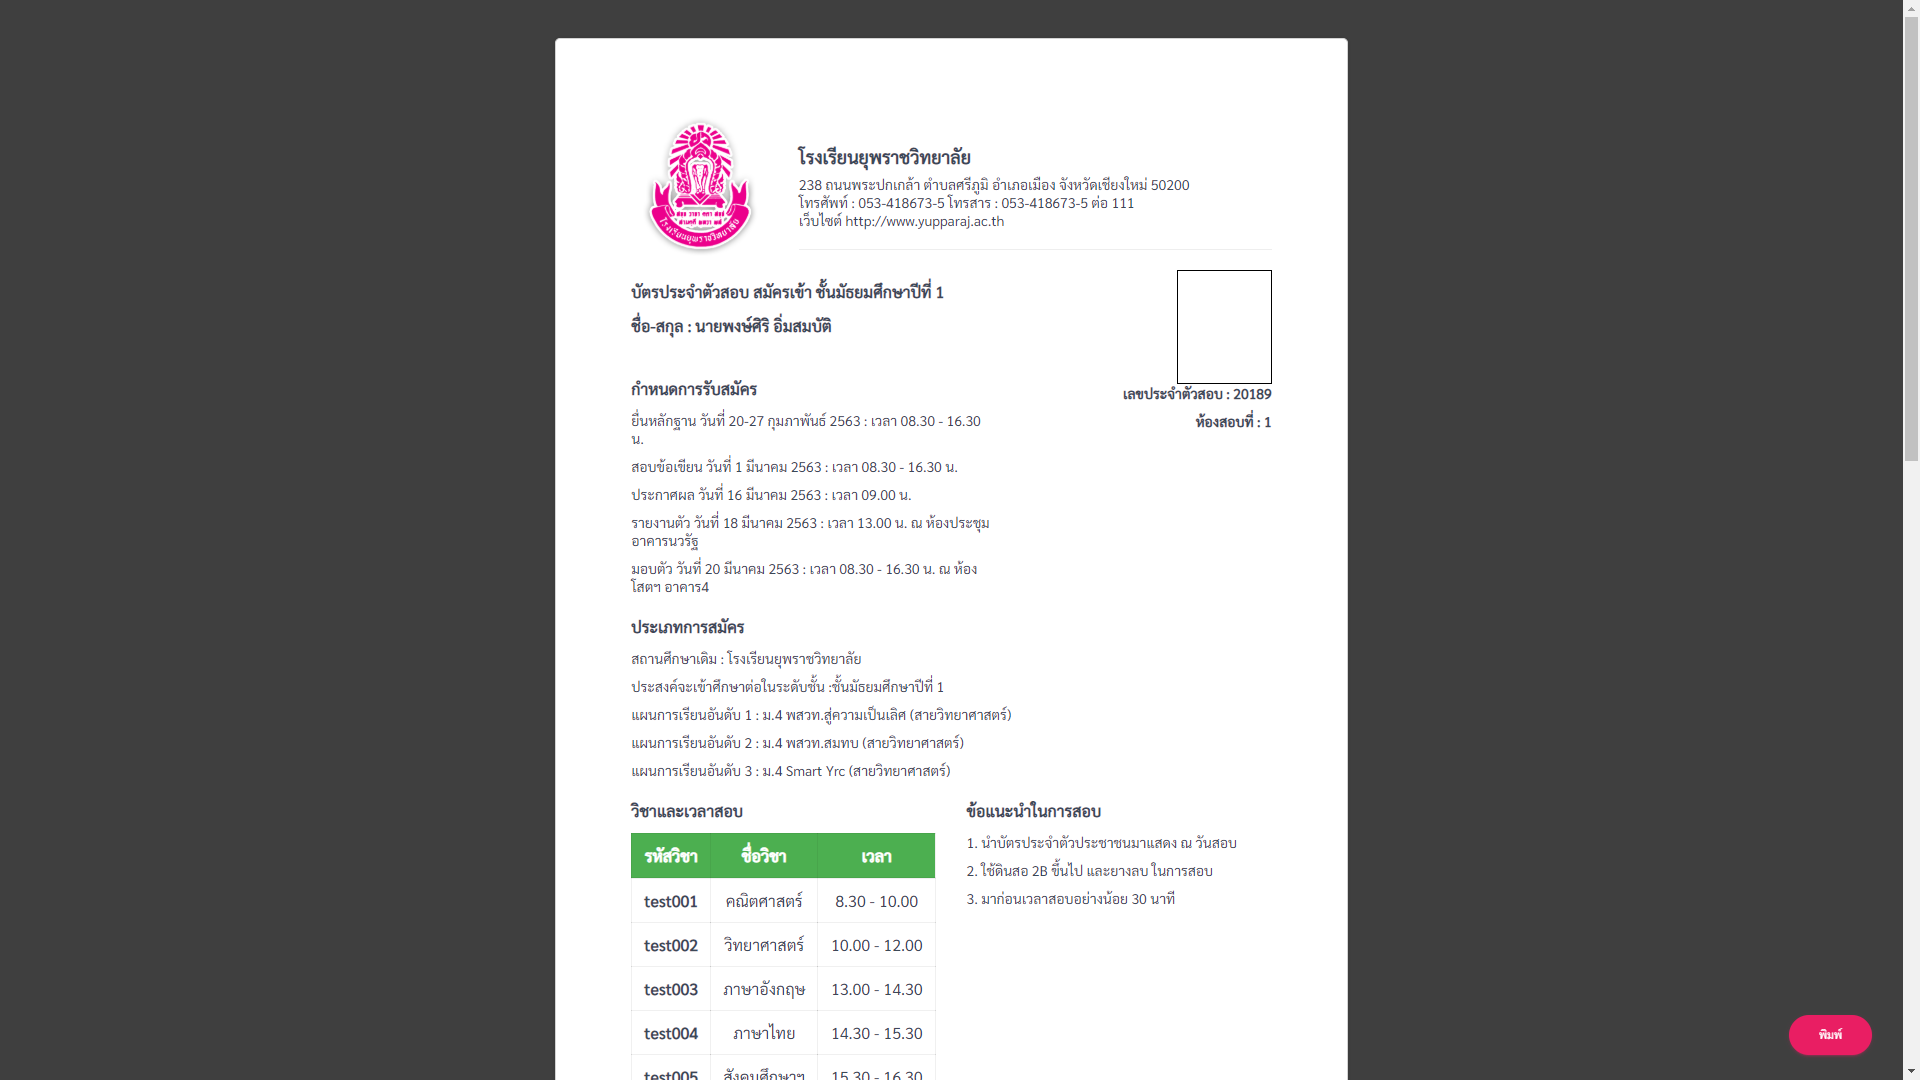 โรงเรียนยุพราชวิทยาลัย
238 ถนนพระปกเกล้า ตำบลศรีภูมิ อำเภอเมือง จังหวัดเชียงใหม่ 50200
โทรศัพท์ : 053-418673-5 โทรสาร : 053-418673-5 ต่อ 111
เว็บไซต์ http://www.yupparaj.ac.th
โรงเรียนยุพราชวิทยาลัย
บัตรประจำตัวสอบ สมัครเข้า ชั้นมัธยมศึกษาปีที่ 1
ชื่อ-สกุล : นายพงษ์ศิริ อิ่มสมบัติ
เลขประจำตัวสอบ : 20189
ห้องสอบที่ : 1
กำหนดการรับสมัคร
ยื่นหลักฐาน วันที่ 20-27 กุมภาพันธ์ 2563 : เวลา 08.30 - 16.30
น.
สอบข้อเขียน วันที่ 1 มีนาคม 2563 : เวลา 08.30 - 16.30 น.
ประกาศผล วันที่ 16 มีนาคม 2563 : เวลา 09.00 น.
รายงานตัว วันที่ 18 มีนาคม 2563 : เวลา 13.00 น. ณ ห้องประชุม
อาคารนวรัฐ
มอบตัว วันที่ 20 มีนาคม 2563 : เวลา 08.30 - 16.30 น. ณ ห้อง
โสตฯ อาคาร4
ประเภทการสมัคร
สถานศึกษาเดิม : โรงเรียนยุพราชวิทยาลัย
ประสงค์จะเข้าศึกษาต่อในระดับชั้น :ชั้นมัธยมศึกษาปีที่ 1
แผนการเรียนอันดับ 1 : ม.4 พสวท.สู่ความเป็นเลิศ (สายวิทยาศาสตร์)
แผนการเรียนอันดับ 2 : ม.4 พสวท.สมทบ (สายวิทยาศาสตร์)
แผนการเรียนอันดับ 3 : ม.4 Smart Yrc (สายวิทยาศาสตร์)
วิชาและเวลาสอบ
รหัสวิชา ชื่อวิชา เวลา
test001 คณิตศาสตร์ 8.30 - 10.00
test002 วิทยาศาสตร์ 10.00 - 12.00
test003 ภาษาอังกฤษ 13.00 - 14.30
test004 ภาษาไทย 14.30 - 15.30
test005 สังคมศึกษาฯ 15.30 - 16.30
ข้อแนะนำในการสอบ
1. นำบัตรประจำตัวประชาชนมาแสดง ณ วันสอบ
2. ใช้ดินสอ 2B ขึ้นไป และยางลบ ในการสอบ
3. มาก่อนเวลาสอบอย่างน้อย 30 นาที
พิมพ์